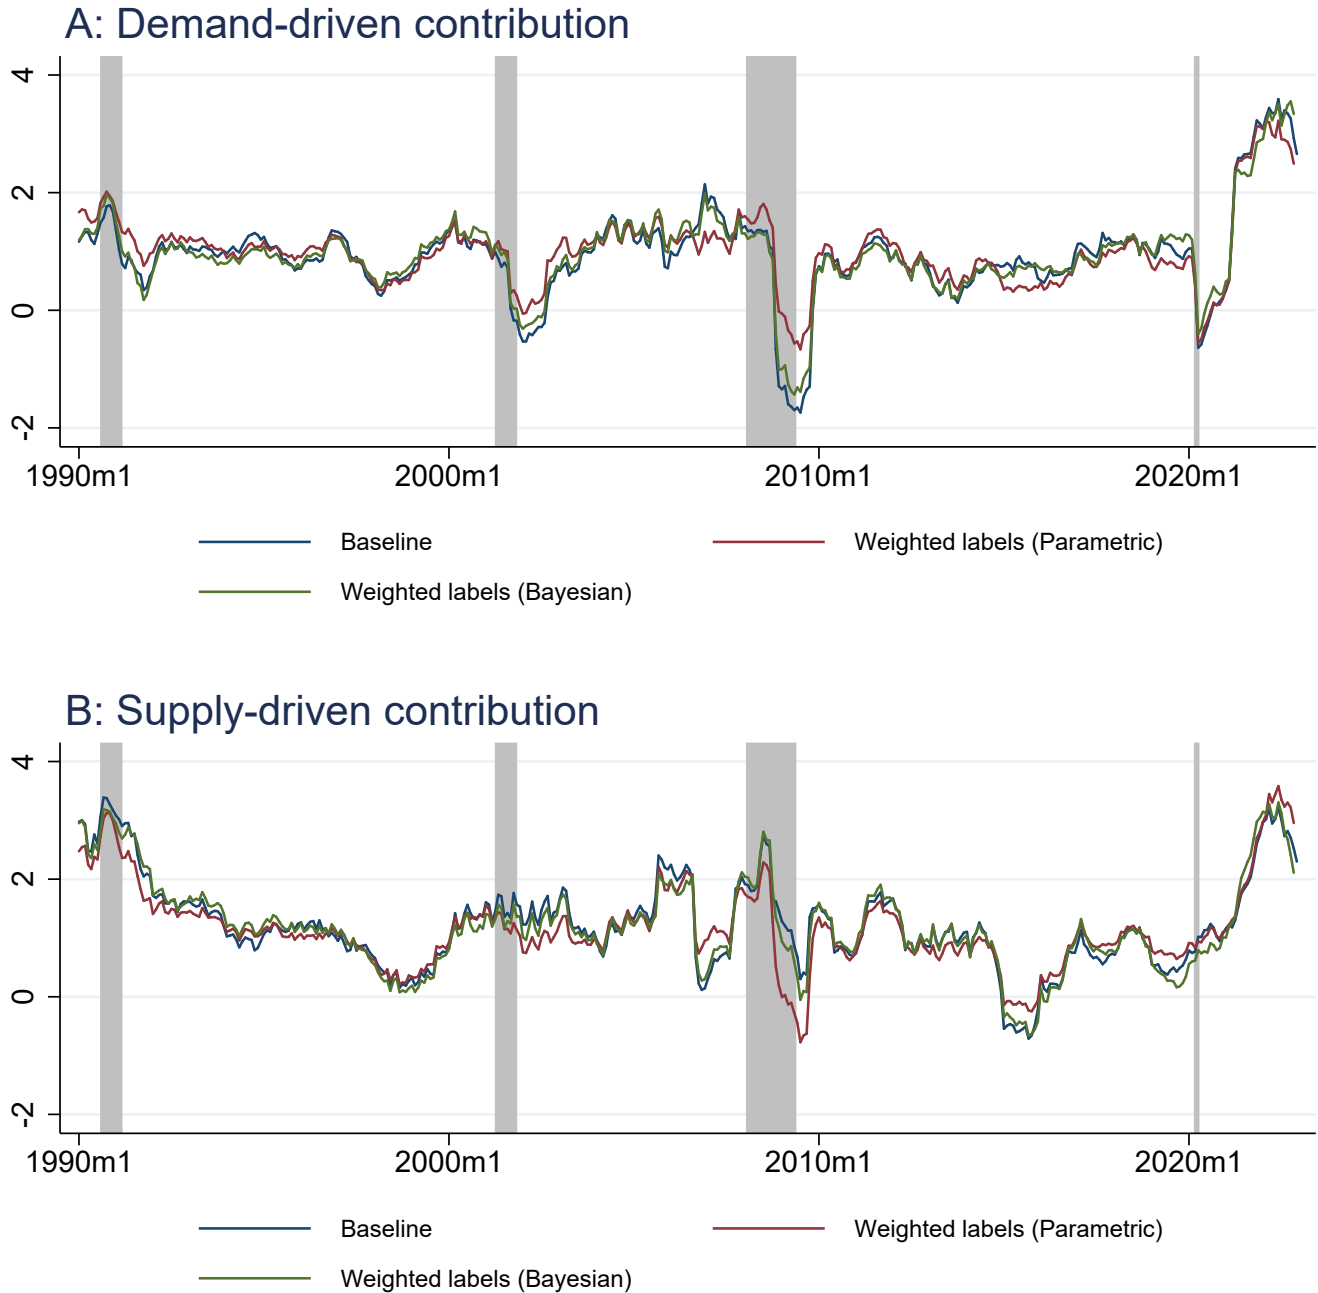 A: Demand-driven contribution
4
2
0
-2
1990m1 2000m1 2010m1 2020m1
Baseline Weighted labels (Parametric)
Weighted labels (Bayesian)
B: Supply-driven contribution
4
2
0
-2
1990m1 2000m1 2010m1 2020m1
Baseline Weighted labels (Parametric)
Weighted labels (Bayesian)